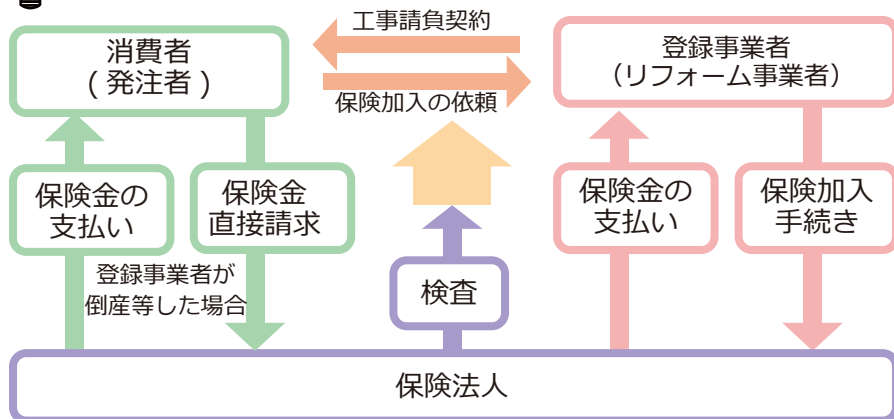 工事請負契約
消費者
(発注者)
登録事業者
(リフォーム事業者)
保険加入の依頼
保険金の
支払い
保険金
直接請求
保険金の
支払い
保険加入
手続き
登録事業者が
倒産等した場合
検査
保険法人